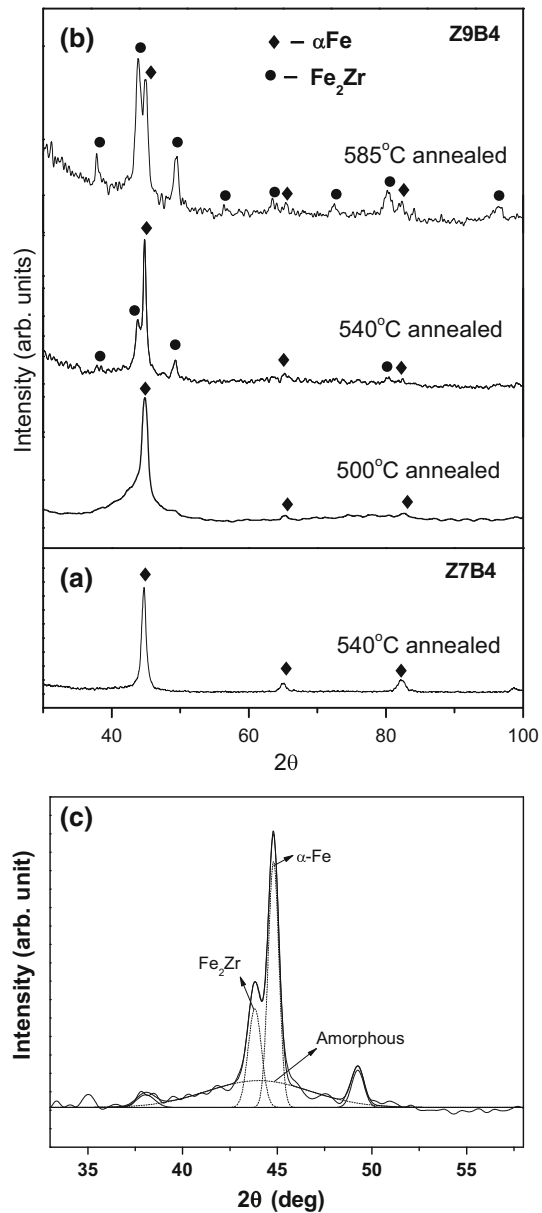 (b)
Z9B4
♦ – αFe
● – Fe₂Zr
585°C annealed
540°C annealed
500°C annealed
Intensity (arb. units)
(a)
Z7B4
540°C annealed
40 60 80 100
2θ
(c)
α-Fe
Fe₂Zr
Amorphous
Intensity (arb. unit)
35 40 45 50 55
2θ (deg)